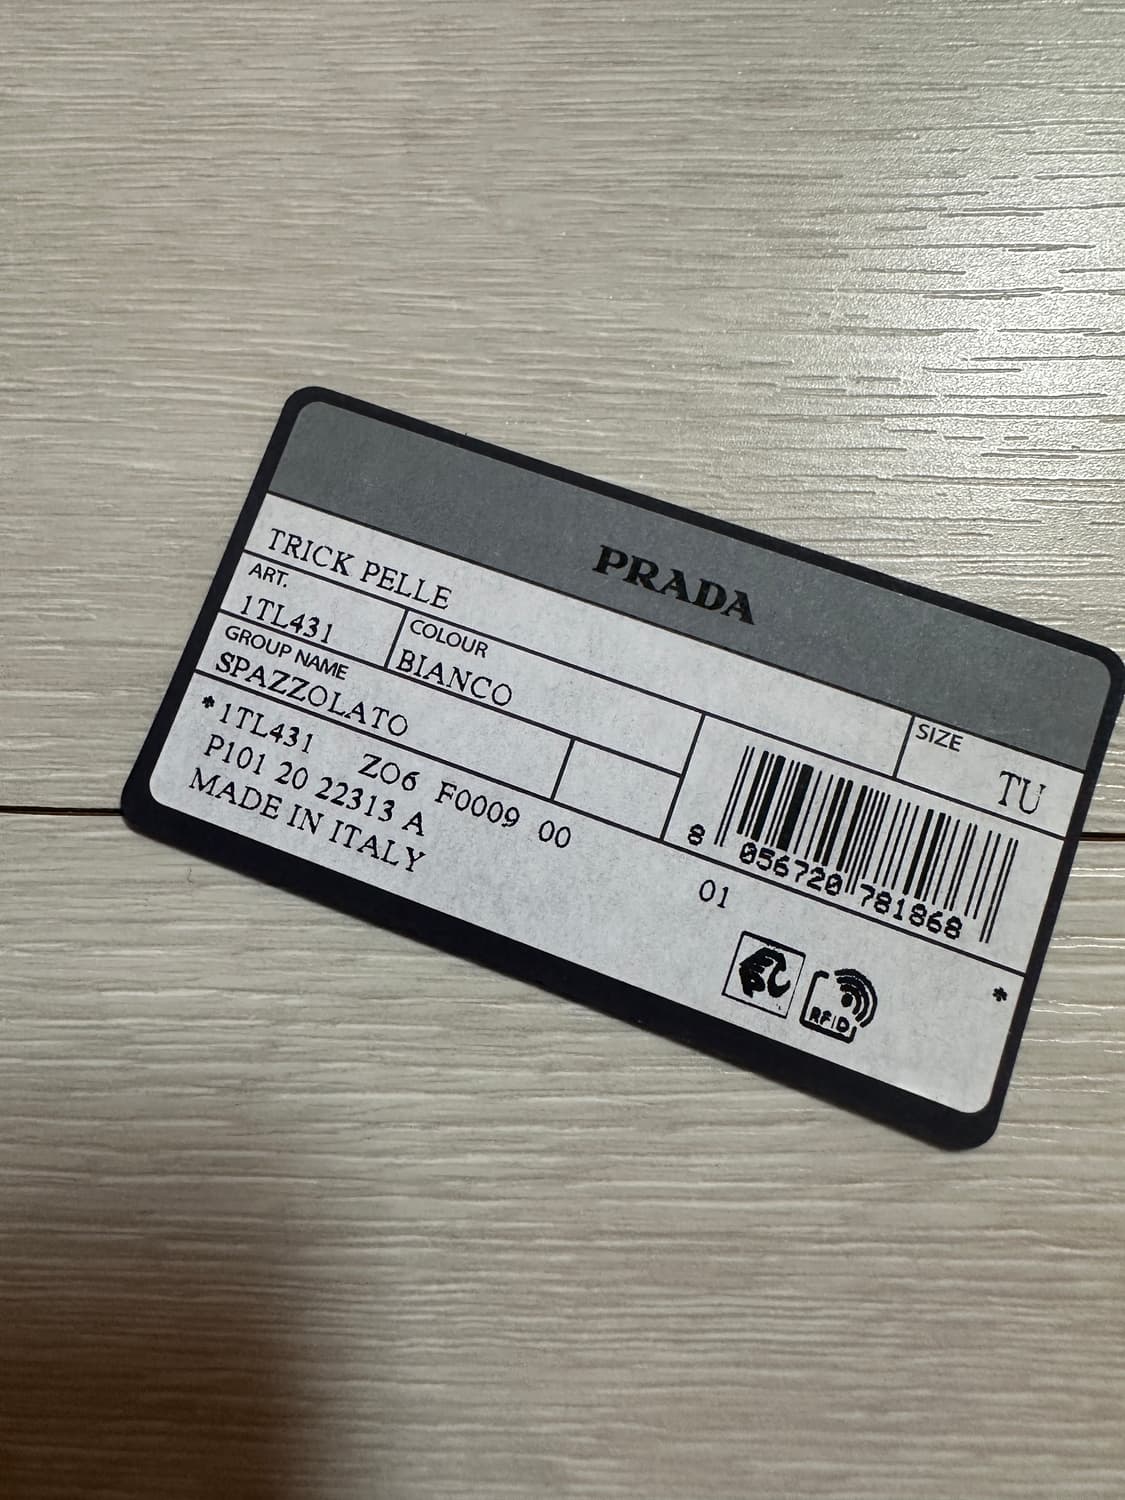 PRADA
TRICK PELLE
SIZE
TU
ART.
1TL431
COLOUR
BIANCO
GROUP NAME
SPAZZOLATO
8 056720 781868
*1TL431 ZO6 F0009 00 01 *
P101 20 22313 A
MADE IN ITALY
RFID